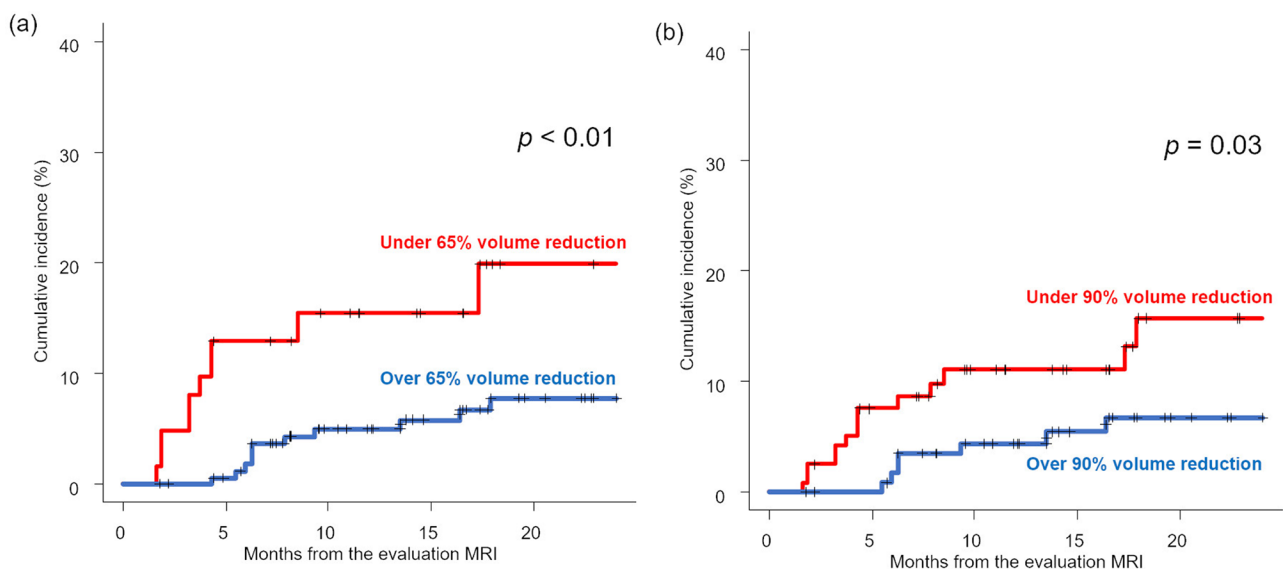 (a)
40
30
20
10
0
Cumulative incidence (%)
p < 0.01
Under 65% volume reduction
Over 65% volume reduction
0 5 10 15 20
Months from the evaluation MRI
(b)
40
30
20
10
0
Cumulative incidence (%)
p = 0.03
Under 90% volume reduction
Over 90% volume reduction
0 5 10 15 20
Months from the evaluation MRI